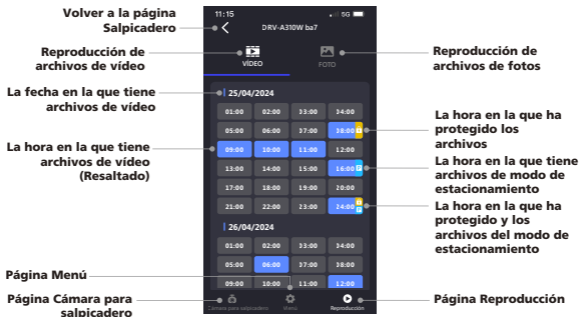 Volver a la página
Salpicadero
Reproducción de
archivos de vídeo
La fecha en la que tiene
archivos de vídeo
La hora en la que tiene
archivos de vídeo
(Resaltado)
Página Menú
Página Cámara para
salpicadero
11:15
5G
DRV-A310W ba7
VÍDEO
FOTO
25/04/2024
01:00 02:00 33:00 34:00
05:00 06:00 37:00 38:00
09:00 10:00 11:00 12:00
13:00 14:00 15:00 16:00
17:00 18:00 19:00 20:00
21:00 22:00 23:00 24:00
26/04/2024
01:00 02:00 33:00 34:00
05:00 06:00 37:00 38:00
09:00 10:00 11:00 12:00
Cámara para salpicadero
Menú
Reproducción
Reproducción de
archivos de fotos
La hora en la que ha
protegido los
archivos
La hora en la que tiene
archivos de modo de
estacionamiento
La hora en la que ha
protegido y los
archivos del modo de
estacionamiento
Página Reproducción